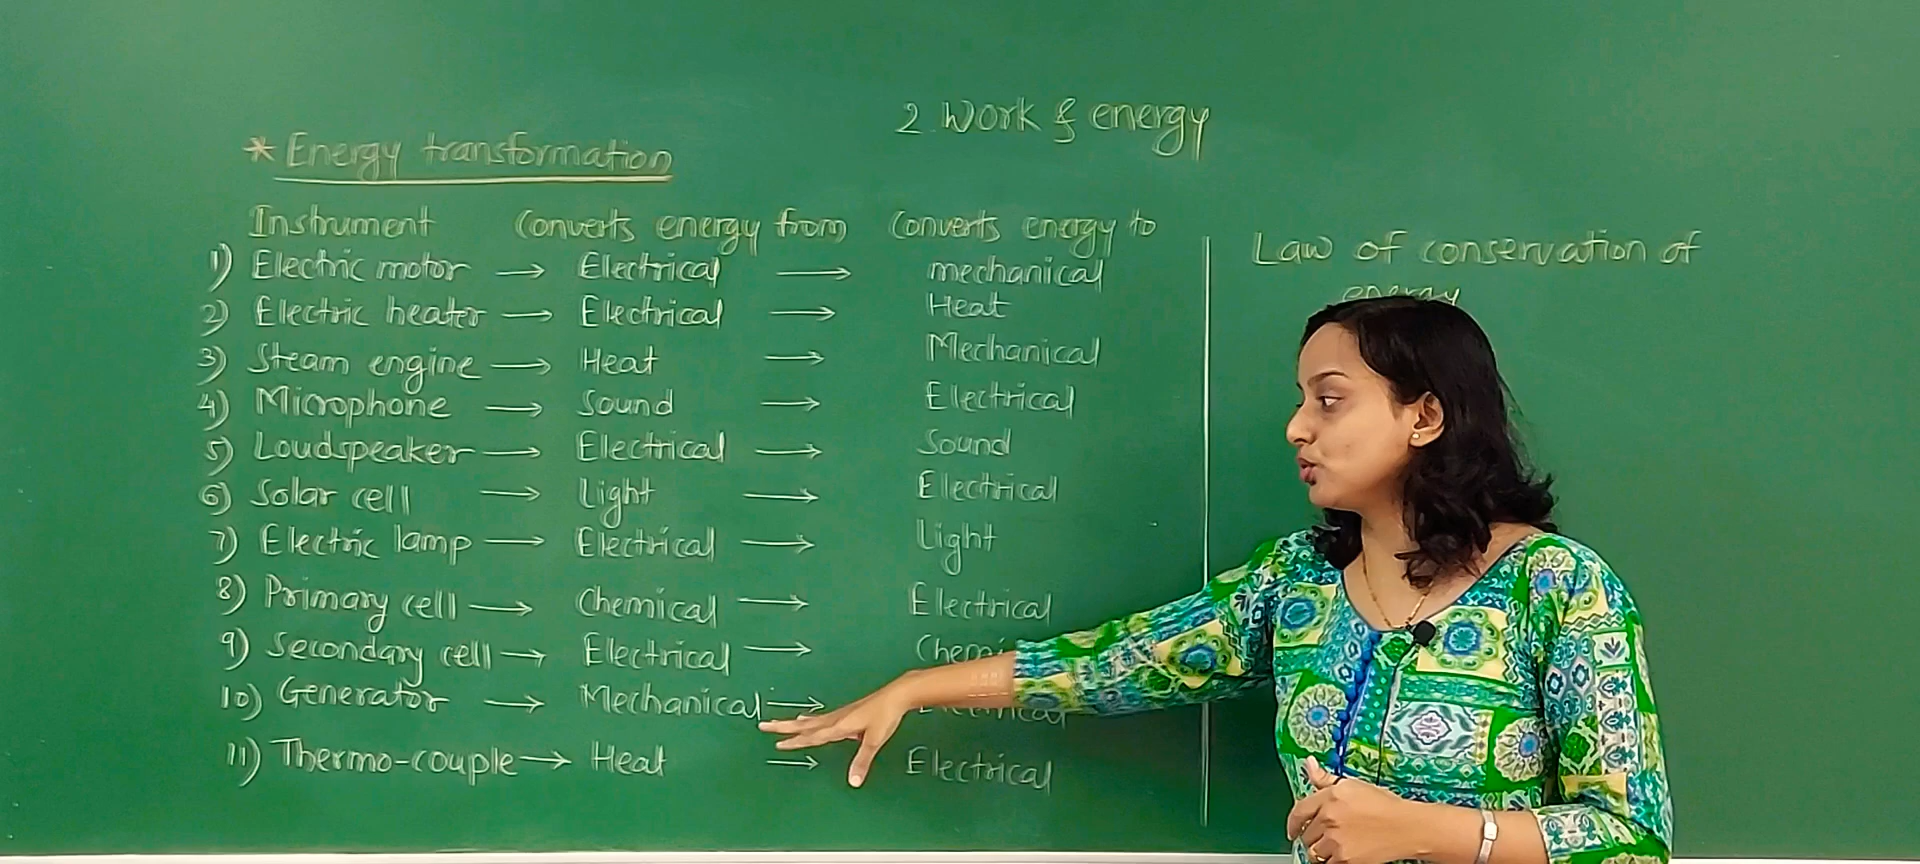 2. Work & energy
* Energy transformation
Instrument Converts energy from Converts energy to
1) Electric motor → Electrical → mechanical
2) Electric heater → Electrical → Heat
3) Steam engine → Heat → Mechanical
4) Microphone → Sound → Electrical
5) Loudspeaker → Electrical → Sound
6) Solar cell → Light → Electrical
7) Electric lamp → Electrical → Light
8) Primary cell → Chemical → Electrical
9) Secondary cell → Electrical → Chemi
10) Generator → Mechanical → Electrical
11) Thermo-couple → Heat → Electrical
Law of conservation of
energy